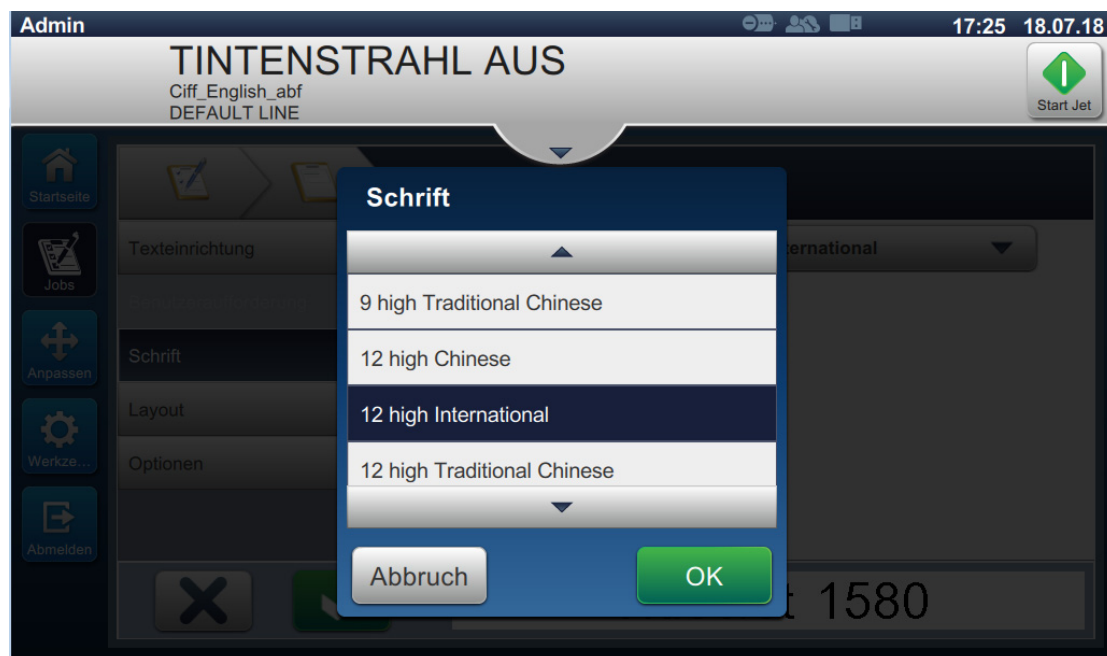 Admin 17:25 18.07.18
TINTENSTRAHL AUS
Ciff_English_abf
DEFAULT LINE
Start Jet
Startseite
Jobs
Anpassen
Werkze...
Abmelden
Texteinrichtung
Schrift
Layout
Optionen
ernational
Schrift
9 high Traditional Chinese
12 high Chinese
12 high International
12 high Traditional Chinese
Abbruch OK
t 1580